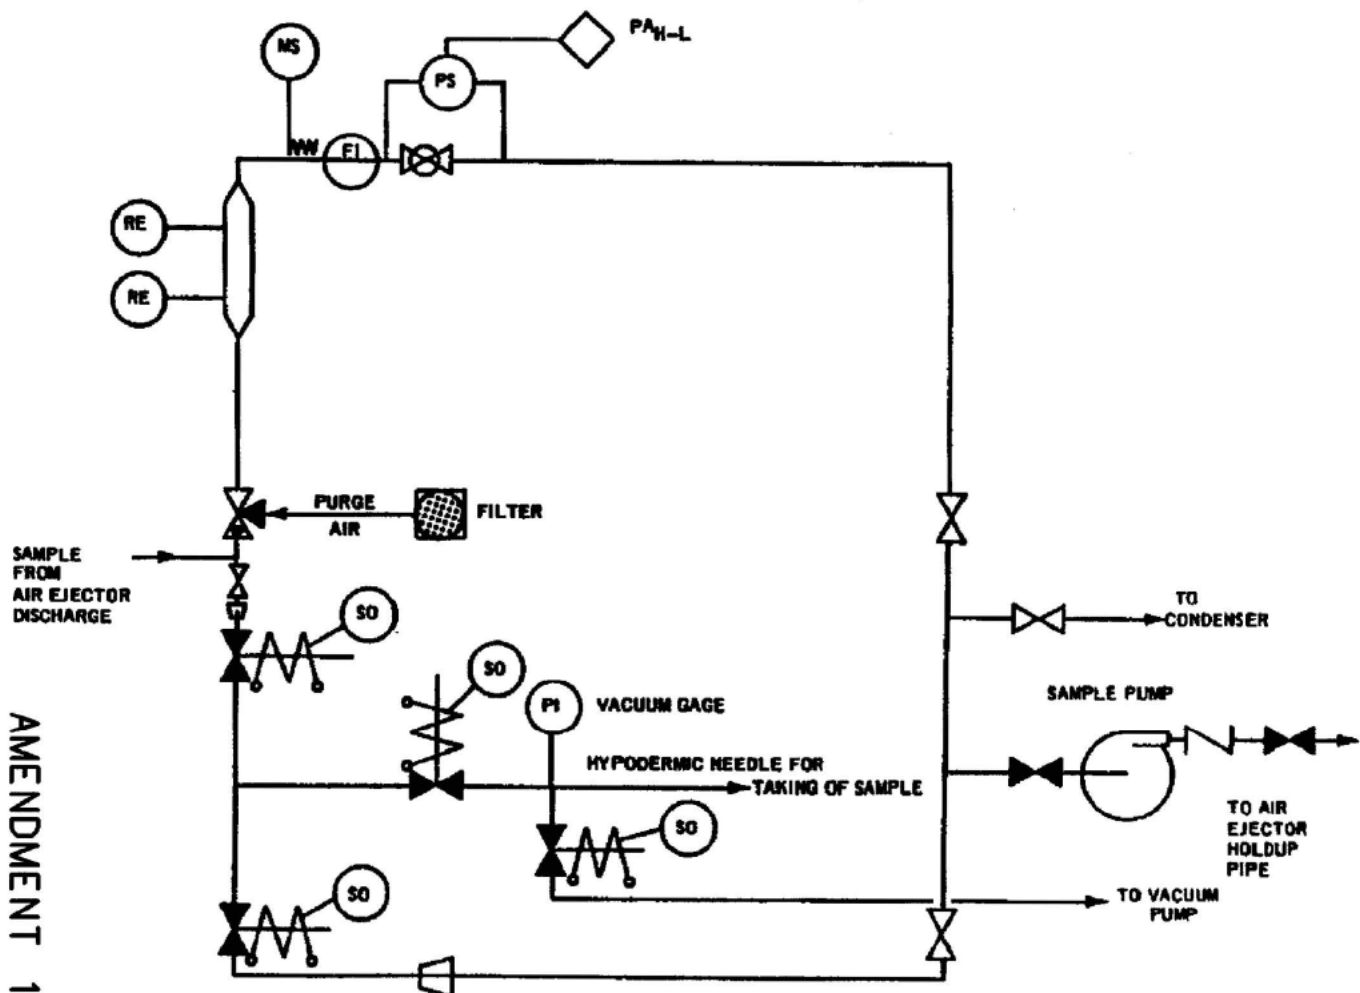 MS
PS
PAH-L
FI
RE
RE
PURGE
AIR
FILTER
SAMPLE
FROM
AIR EJECTOR
DISCHARGE
SO
SO
PI
VACUUM GAGE
HYPODERMIC NEEDLE FOR
TAKING OF SAMPLE
SO
SO
TO
CONDENSER
SAMPLE PUMP
TO AIR
EJECTOR
HOLDUP
PIPE
TO VACUUM
PUMP
AMENDMENT 1